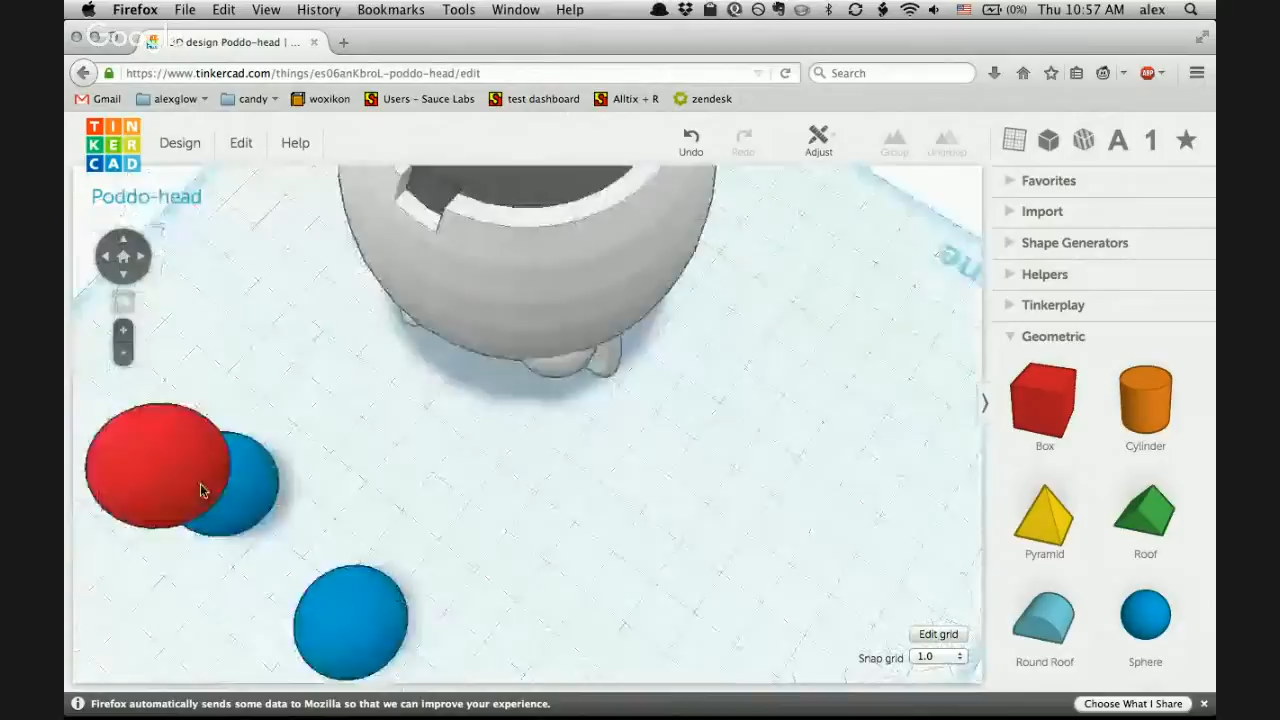 Firefox File Edit View History Bookmarks Tools Window Help (0%) Thu 10:57 AM alex
Google
3D design Poddo-head | ...
https://www.tinkercad.com/things/es06anKbroL-poddo-head/edit Search
Gmail alexglow candy woxikon Users - Sauce Labs test dashboard Alltix + R zendesk
TIN
KER
CAD
Design Edit Help Undo Redo Adjust Group Ungroup A 1
Poddo-head
Favorites
Import
Shape Generators
Helpers
Tinkerplay
Geometric
Box Cylinder
Pyramid Roof
Round Roof Sphere
Edit grid
Snap grid 1.0
Firefox automatically sends some data to Mozilla so that we can improve your experience. Choose What I Share